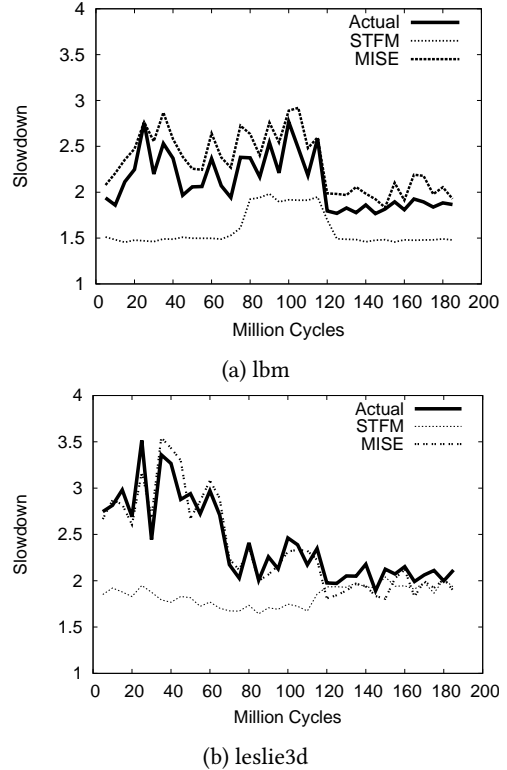 4
3.5
3
2.5
2
1.5
1
Slowdown
Actual
STFM
MISE
0 20 40 60 80 100 120 140 160 180 200
Million Cycles
(a) lbm
4
3.5
3
2.5
2
1.5
1
Slowdown
Actual
STFM
MISE
0 20 40 60 80 100 120 140 160 180 200
Million Cycles
(b) leslie3d